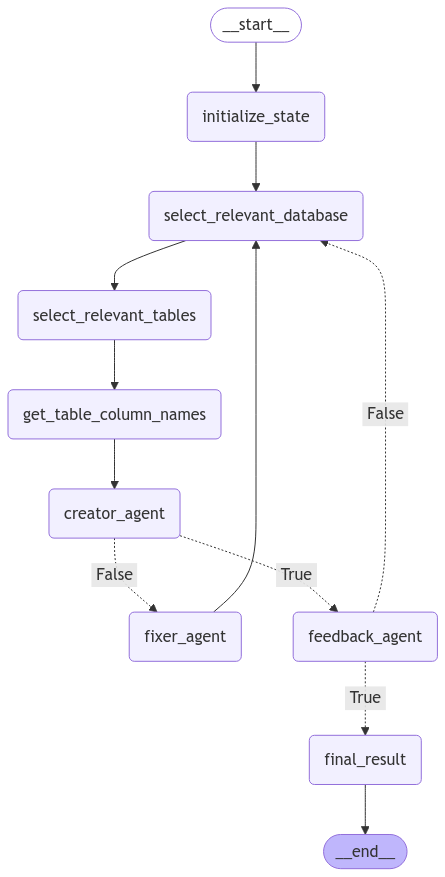 __start__
initialize_state
select_relevant_database
select_relevant_tables
get_table_column_names
False
creator_agent
False
True
fixer_agent
feedback_agent
True
final_result
__end__